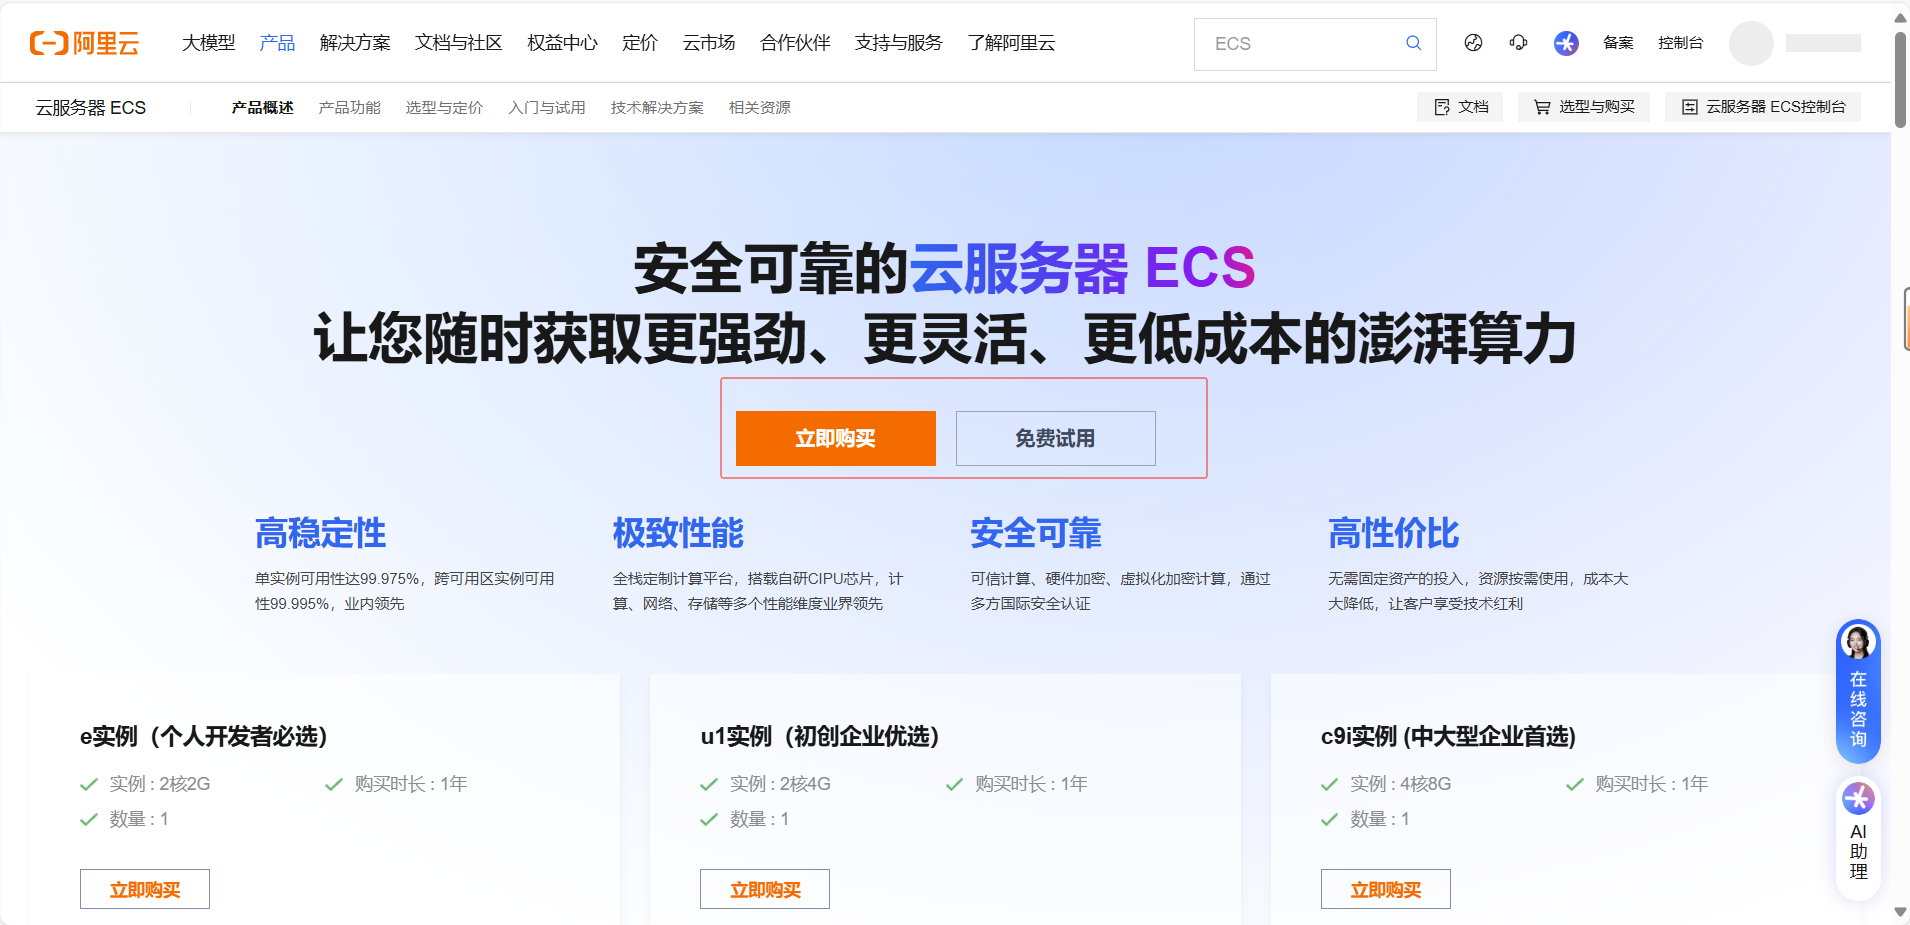 阿里云 大模型 产品 解决方案 文档与社区 权益中心 定价 云市场 合作伙伴 支持与服务 了解阿里云 ECS 备案 控制台
云服务器 ECS 产品概述 产品功能 选型与定价 入门与试用 技术解决方案 相关资源 文档 选型与购买 云服务器 ECS控制台
安全可靠的云服务器 ECS
让您随时获取更强劲、更灵活、更低成本的澎湃算力
立即购买 免费试用
高稳定性
单实例可用性达99.975%，跨可用区实例可用
性99.995%，业内领先
极致性能
全栈定制计算平台，搭载自研CIPU芯片，计
算、网络、存储等多个性能维度业界领先
安全可靠
可信计算、硬件加密、虚拟化加密计算，通过
多方国际安全认证
高性价比
无需固定资产的投入，资源按需使用，成本大
大降低，让客户享受技术红利
e实例（个人开发者必选）
实例 : 2核2G 购买时长 : 1年
数量 : 1
立即购买
u1实例（初创企业优选）
实例 : 2核4G 购买时长 : 1年
数量 : 1
立即购买
c9i实例 (中大型企业首选)
实例 : 4核8G 购买时长 : 1年
数量 : 1
立即购买
在线咨询
AI助理